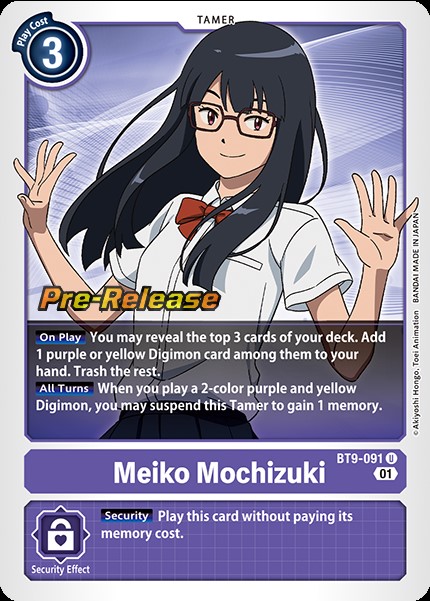 TAMER
Play Cost
3
Pre-Release
On Play You may reveal the top 3 cards of your deck. Add
1 purple or yellow Digimon card among them to your
hand. Trash the rest.
All Turns When you play a 2-color purple and yellow
Digimon, you may suspend this Tamer to gain 1 memory.
©Akiyoshi Hongo, Toei Animation BANDAI MADE IN JAPAN
BT9-091 U
Meiko Mochizuki
01
Security Play this card without paying its
memory cost.
Security Effect